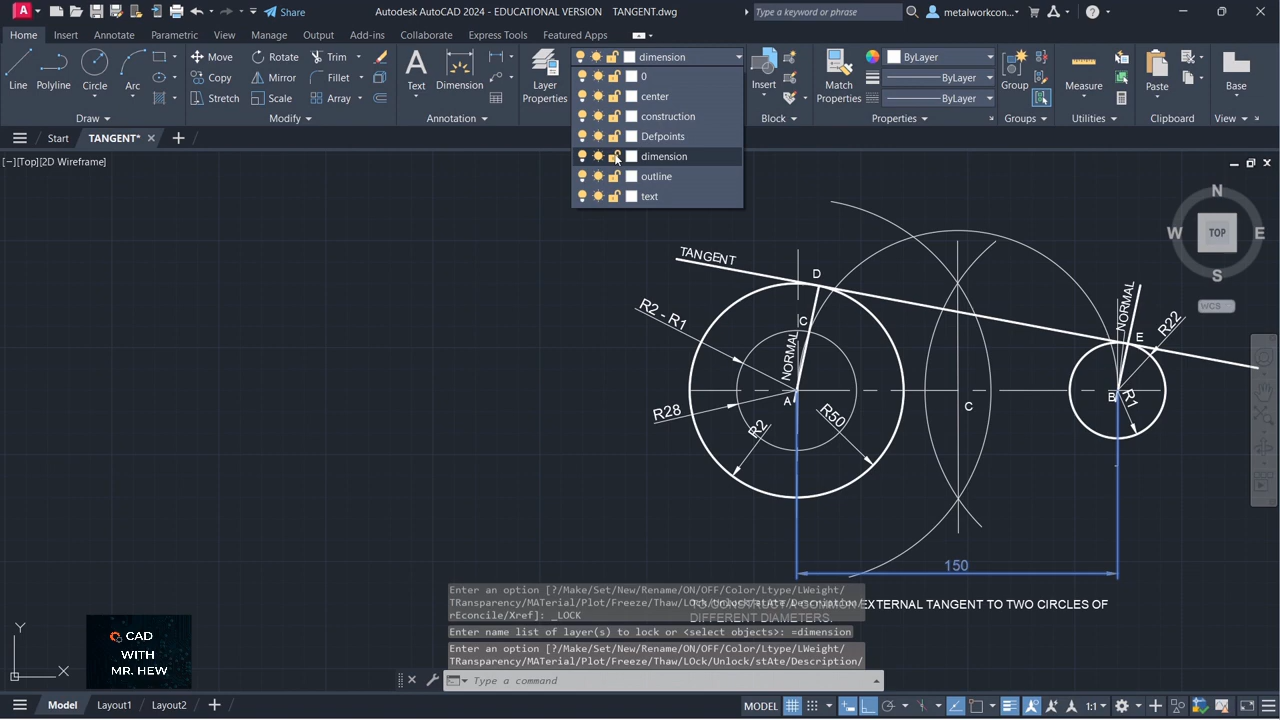 Share
Autodesk AutoCAD 2024 - EDUCATIONAL VERSION TANGENT.dwg
Type a keyword or phrase
metalworkcon...
Home Insert Annotate Parametric View Manage Output Add-ins Collaborate Express Tools Featured Apps
Line Polyline Circle Arc
Move Rotate Trim
Copy Mirror Fillet
Stretch Scale Array
Text Dimension
Layer Properties
dimension
0
center
construction
Defpoints
dimension
outline
text
Insert
Match Properties
ByLayer
ByLayer
ByLayer
Group
Measure
Paste
Base
Draw Modify Annotation Block Properties Groups Utilities Clipboard View
Start TANGENT*
[−][Top][2D Wireframe]
N
W TOP E
S
WCS
TANGENT
D
NORMAL
R22
R2 - R1
C
E
NORMAL
A
C
B
R1
R28
R2
R50
150
TO CONSTRUCT A COMMON EXTERNAL TANGENT TO TWO CIRCLES OF
DIFFERENT DIAMETERS.
Enter an option [?/Make/Set/New/Rename/ON/OFF/Color/Ltype/LWeight/
TRansparency/MATerial/Plot/Freeze/Thaw/LOck/Unlock/stAte/Description/
rEconcile/Xref]: _LOCK
Enter name list of layer(s) to lock or <select objects>: =dimension
Enter an option [?/Make/Set/New/Rename/ON/OFF/Color/Ltype/LWeight/
TRansparency/MATerial/Plot/Freeze/Thaw/LOck/Unlock/stAte/Description/
Type a command
Y
X
CAD
WITH
MR. HEW
Model Layout1 Layout2
MODEL
1:1